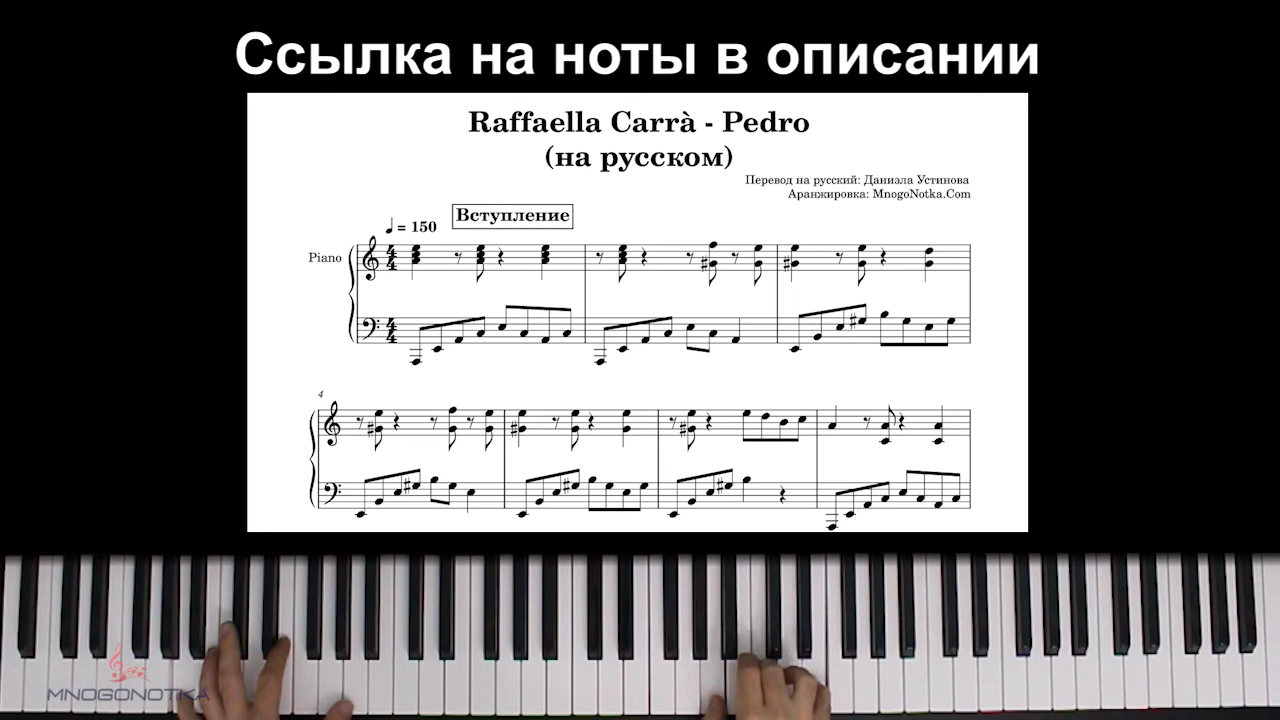 Ссылка на ноты в описании
Raffaella Carrà - Pedro
(на русском)
Перевод на русский: Даниэла Устинова
Аранжировка: MnogoNotka.Com
Вступление
♩ = 150
Piano
4
MNOGONOTKA